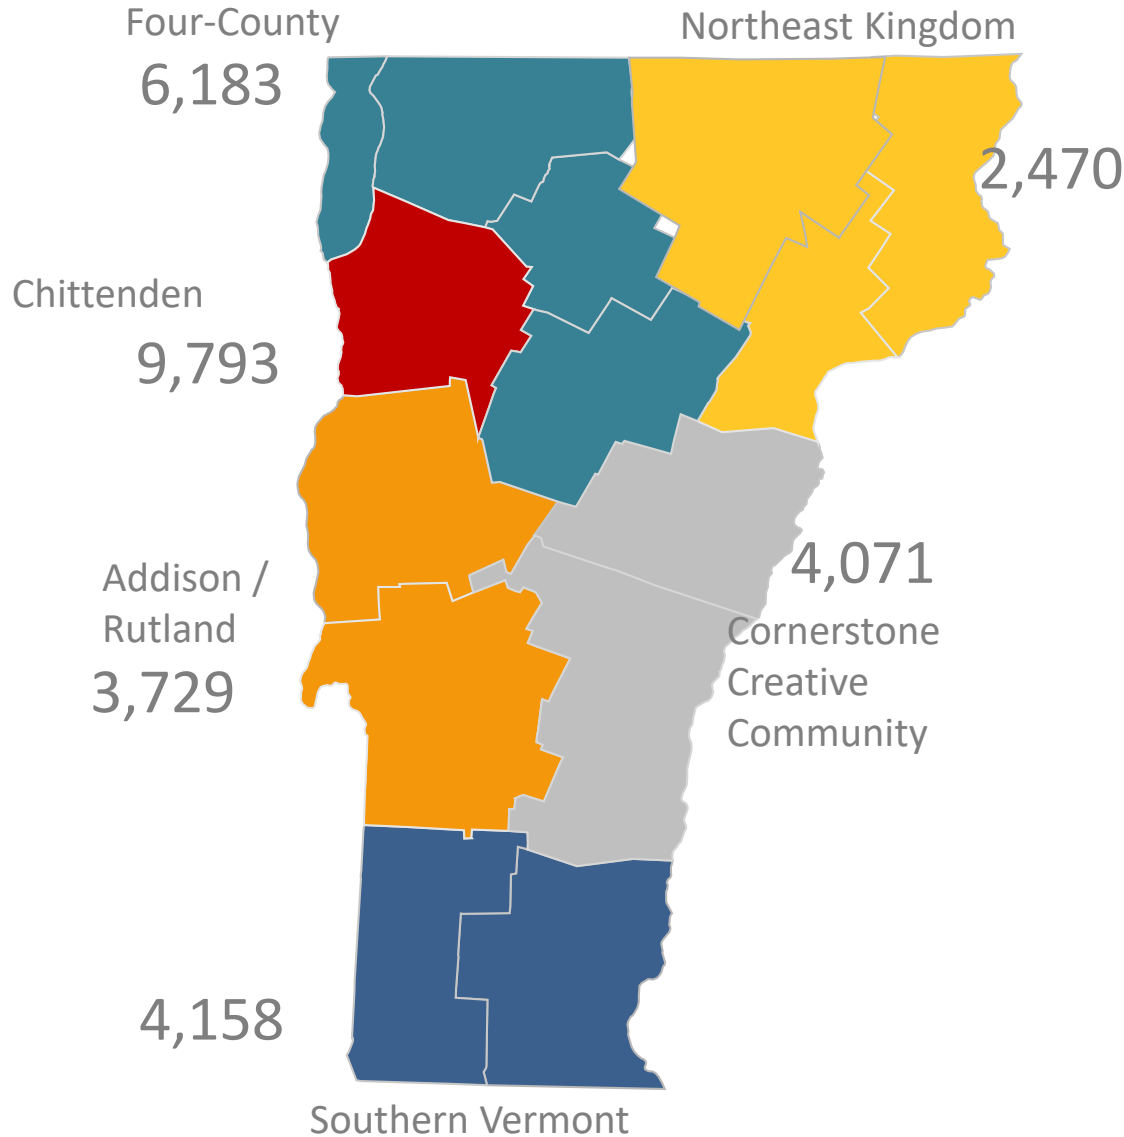 Four-County
6,183
Northeast Kingdom
2,470
Chittenden
9,793
Addison /
Rutland
3,729
4,071
Cornerstone
Creative
Community
4,158
Southern Vermont